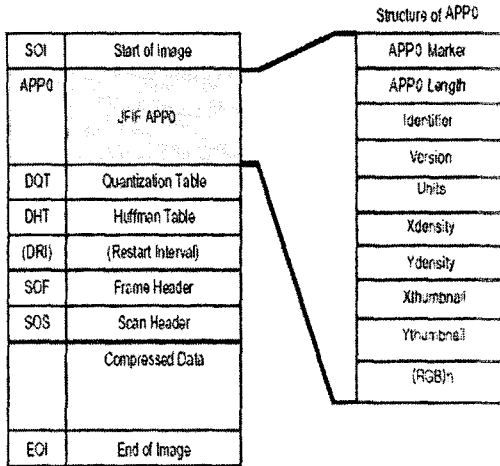 Structure of APP0
SOI Start of Image
APP0
JFIF APP0
DQT Quantization Table
DHT Huffman Table
(DRI) (Restart Interval)
SOF Frame Header
SOS Scan Header
Compressed Data
EOI End of Image
APP0 Marker
APP0 Length
Identifier
Version
Units
Xdensity
Ydensity
Xthumbnail
Ythumbnail
(RGB)n